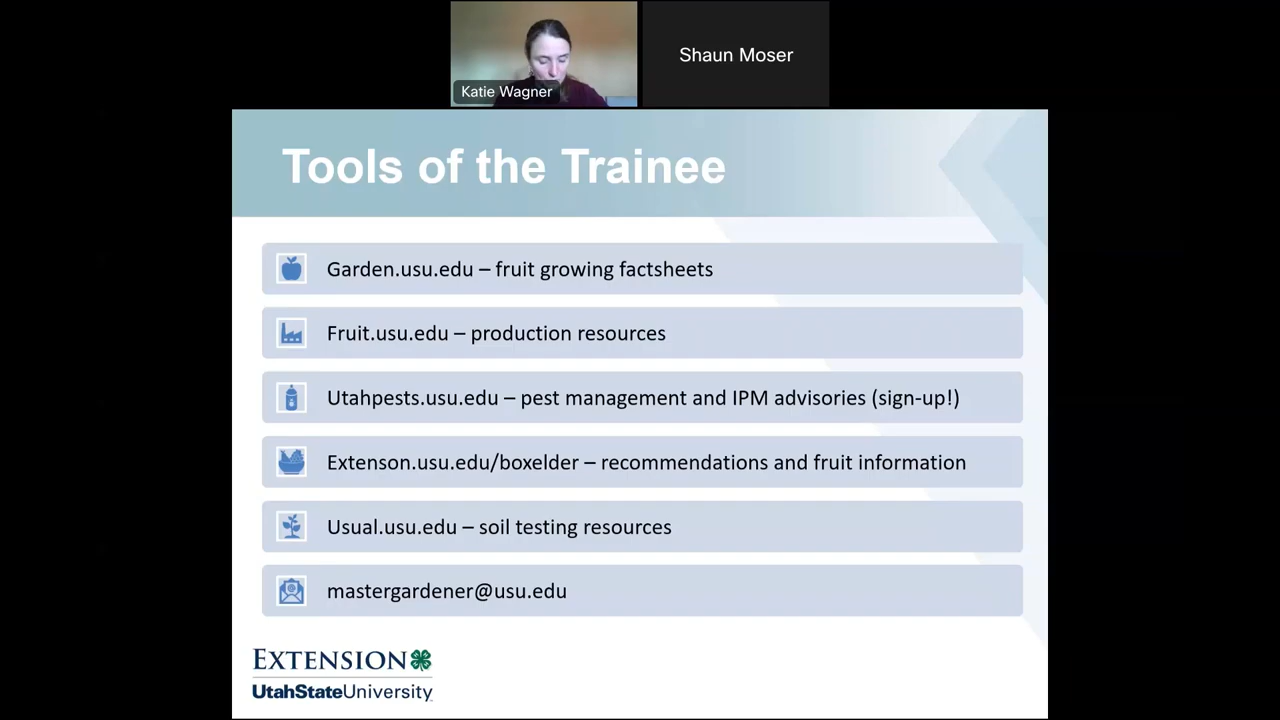 Katie Wagner
Shaun Moser
Tools of the Trainee
Garden.usu.edu – fruit growing factsheets
Fruit.usu.edu – production resources
Utahpests.usu.edu – pest management and IPM advisories (sign-up!)
Extenson.usu.edu/boxelder – recommendations and fruit information
Usual.usu.edu – soil testing resources
mastergardener@usu.edu
EXTENSION
UtahStateUniversity